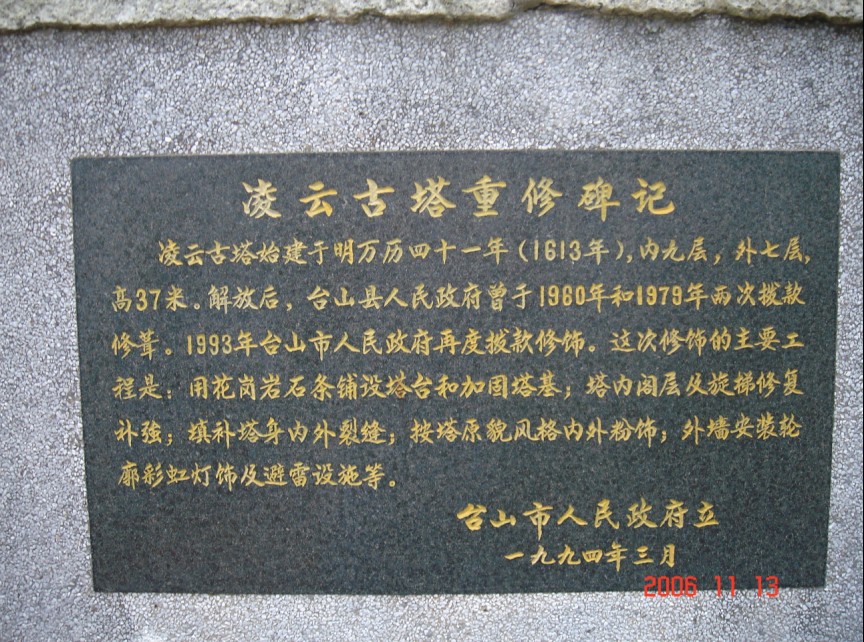 凌云古塔重修碑记
凌云古塔始建于明万历四十一年(1613年),内九层,外七层,
高37米。解放后,台山县人民政府曾于1980年和1979年两次拨款
修葺。1993年台山市人民政府再度拨款修饰。这次修饰的主要工
程是:用花岗岩石条铺设塔台和加固塔基;塔内阁层及旋梯修复
补强;填补塔身内外裂缝;按塔原貌风格内外粉饰;外墙安装轮
廓彩虹灯饰及避雷设施等。
台山市人民政府立
一九九四年三月
2006 11 13